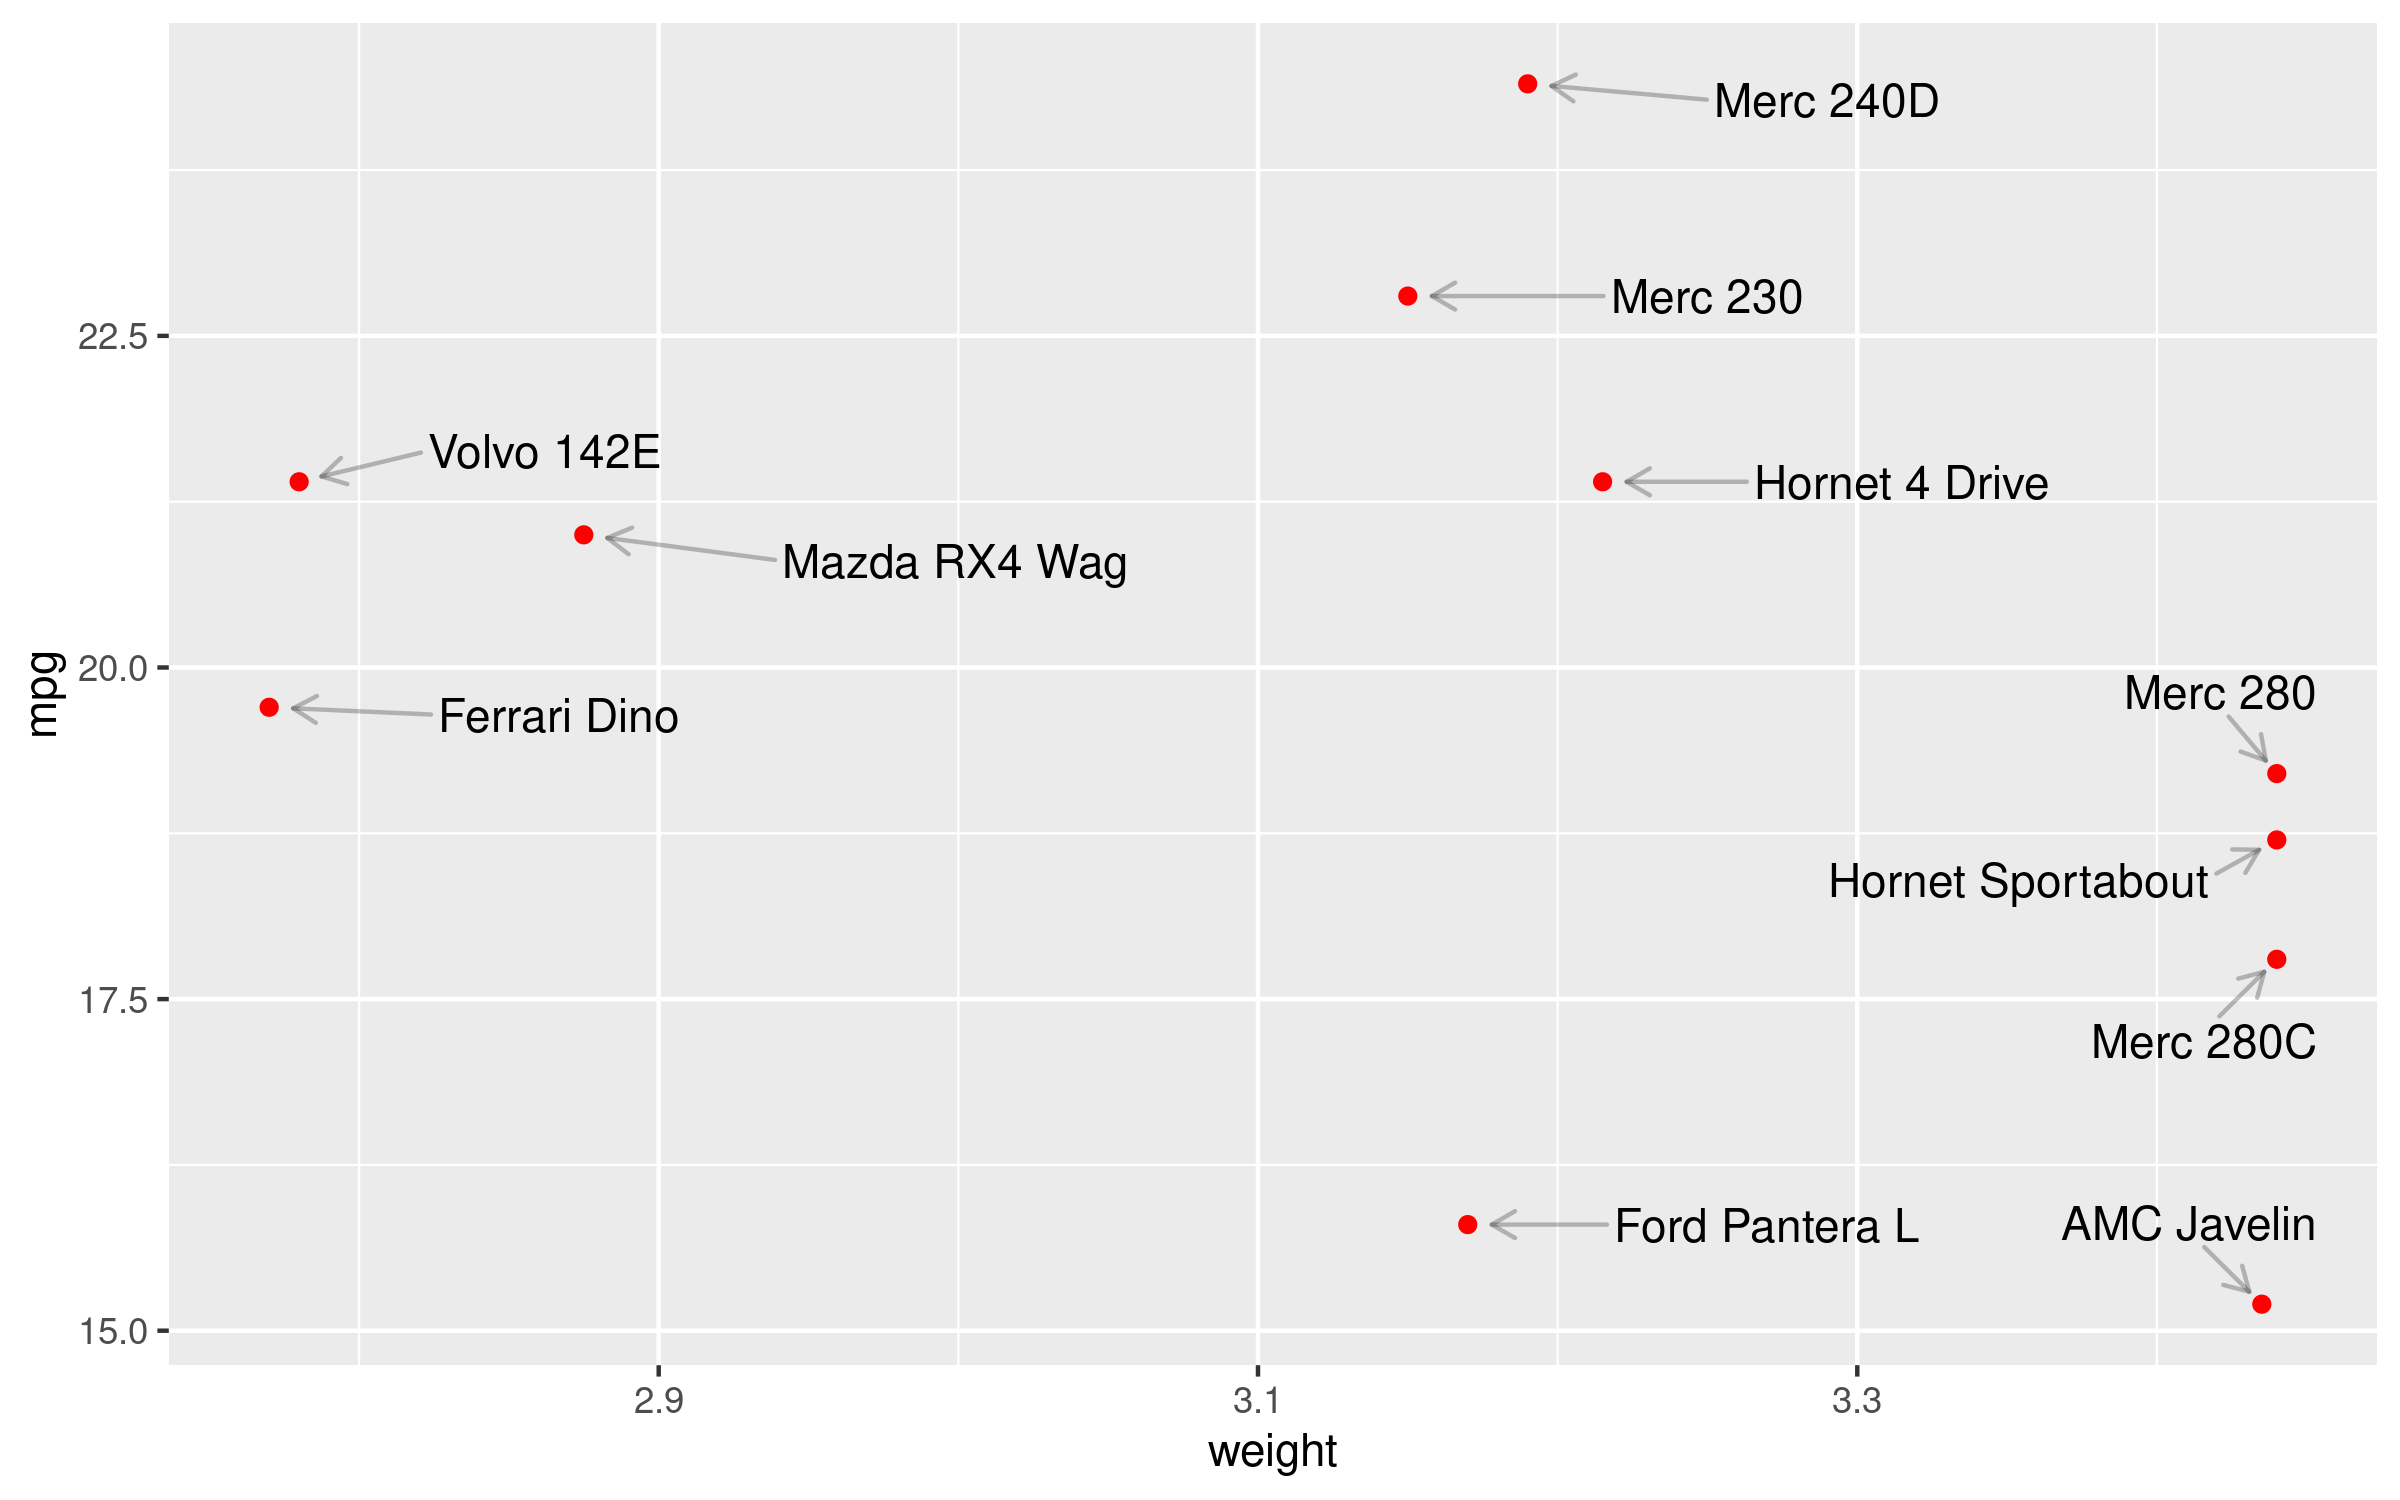 Merc 240D
Merc 230
22.5
Volvo 142E
Hornet 4 Drive
Mazda RX4 Wag
mpg
20.0
Merc 280
Ferrari Dino
Hornet Sportabout
17.5
Merc 280C
Ford Pantera L
AMC Javelin
15.0
2.9
3.1
3.3
weight